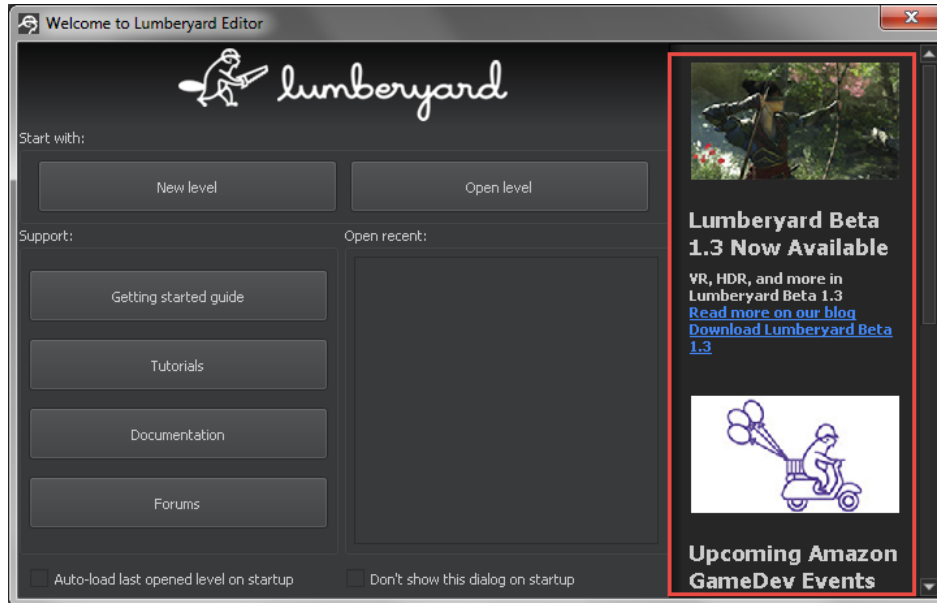 Welcome to Lumberyard Editor
lumberyard
Start with:
New level
Open level
Support:
Getting started guide
Tutorials
Documentation
Forums
Open recent:
Auto-load last opened level on startup
Don't show this dialog on startup
Lumberyard Beta
1.3 Now Available
VR, HDR, and more in
Lumberyard Beta 1.3
Read more on our blog
Download Lumberyard Beta
1.3
Upcoming Amazon
GameDev Events